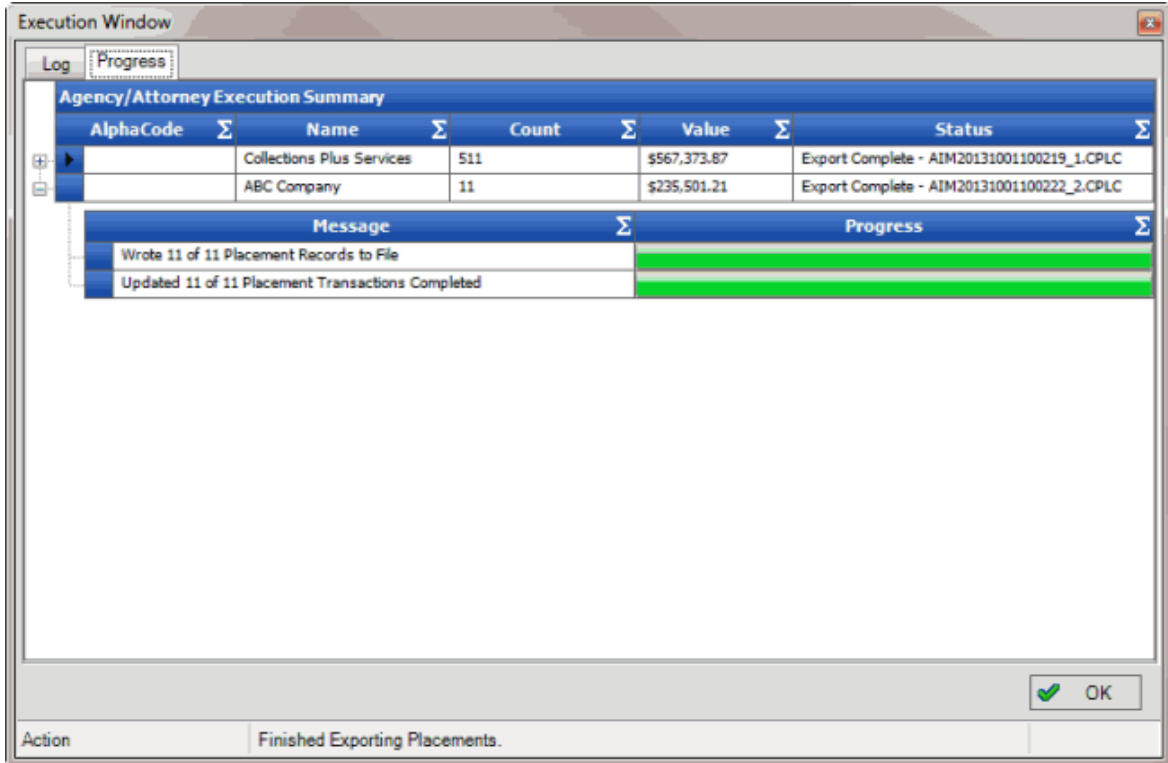 Execution Window
Log Progress
Agency/Attorney Execution Summary
AlphaCode Σ Name Σ Count Σ Value Σ Status Σ
Collections Plus Services 511 $567,373.87 Export Complete - AIM20131001100219_1.CPLC
ABC Company 11 $235,501.21 Export Complete - AIM20131001100222_2.CPLC
Message Σ Progress Σ
Wrote 11 of 11 Placement Records to File
Updated 11 of 11 Placement Transactions Completed
OK
Action Finished Exporting Placements.